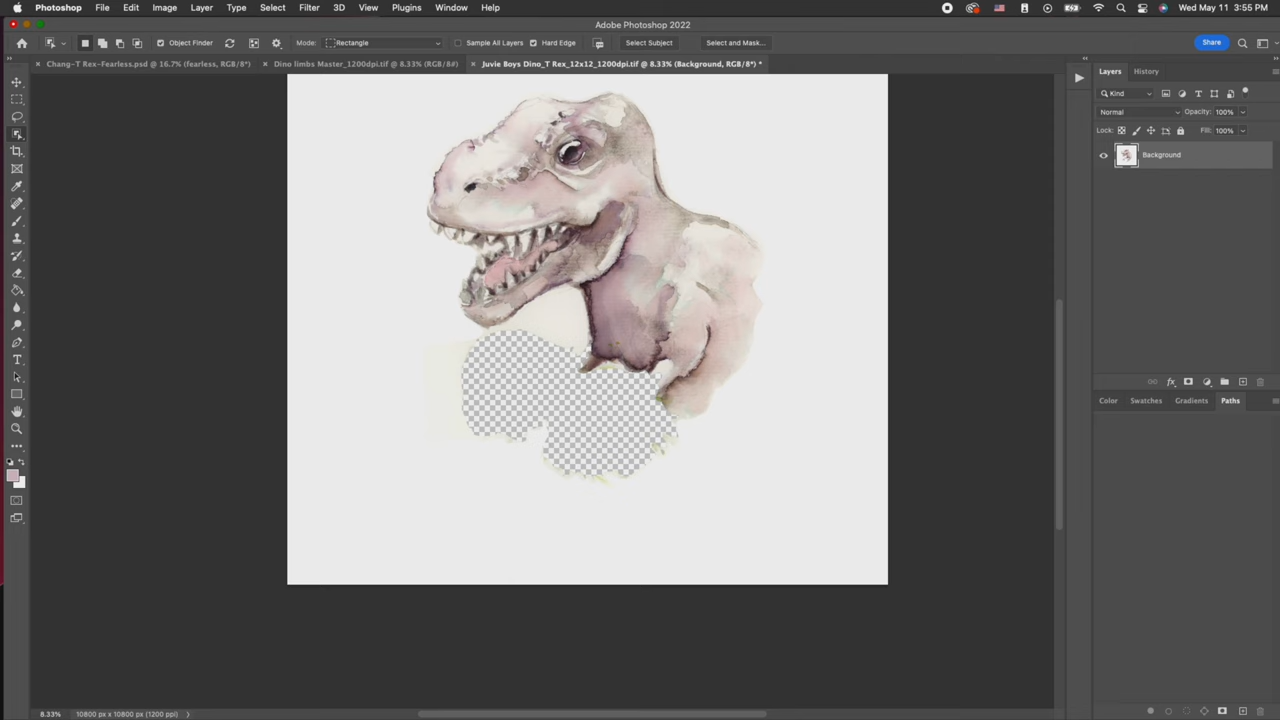 Photoshop File Edit Image Layer Type Select Filter 3D View Plugins Window Help Wed May 11 3:55 PM
Adobe Photoshop 2022
Object Finder Mode: Rectangle Sample All Layers Hard Edge Select Subject Select and Mask... Share
Chang-T Rex-Fearless.psd @ 16.7% (fearless, RGB/8*) Dino limbs Master_1200dpi.tif @ 8.33% (RGB/8#) Juvie Boys Dino_T Rex_12x12_1200dpi.tif @ 8.33% (Background, RGB/8*) *
Layers History
Kind
Normal Opacity: 100%
Lock: Fill: 100%
Background
Color Swatches Gradients Paths
8.33% 10800 px x 10800 px (1200 ppi)